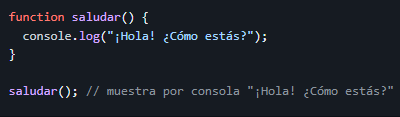 function saludar() {
  console.log("¡Hola! ¿Cómo estás?");
}
saludar(); // muestra por consola "¡Hola! ¿Cómo estás?"